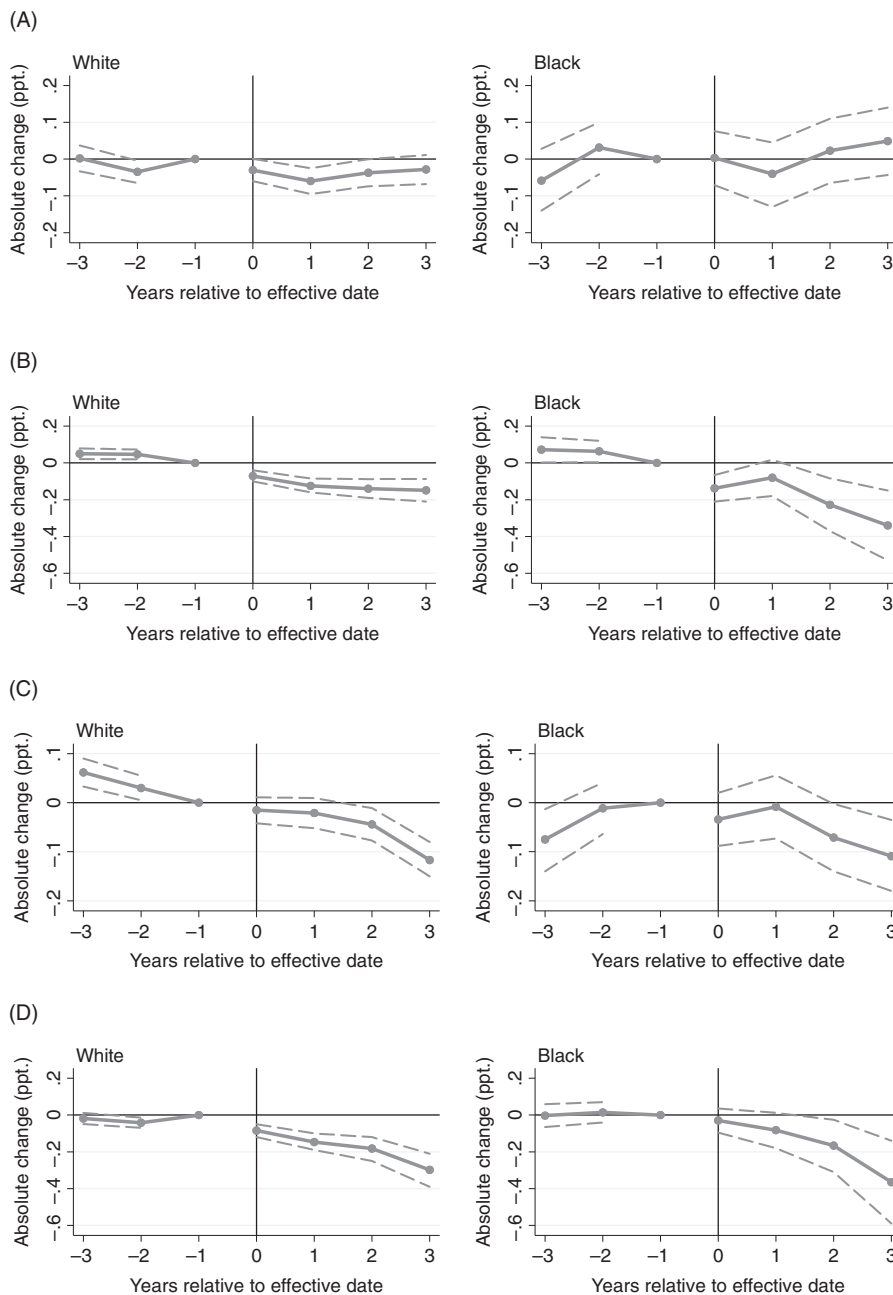 (A)
White
Black
Absolute change (ppt.)
.2
.1
0
–.1
–.2
–3 –2 –1 0 1 2 3
Years relative to effective date
Absolute change (ppt.)
.2
.1
0
–.1
–.2
–3 –2 –1 0 1 2 3
Years relative to effective date
(B)
White
Black
Absolute change (ppt.)
.2
0
–.2
–.4
–.6
–3 –2 –1 0 1 2 3
Years relative to effective date
Absolute change (ppt.)
.2
0
–.2
–.4
–.6
–3 –2 –1 0 1 2 3
Years relative to effective date
(C)
White
Black
Absolute change (ppt.)
.1
0
–.1
–.2
–3 –2 –1 0 1 2 3
Years relative to effective date
Absolute change (ppt.)
.1
0
–.1
–.2
–3 –2 –1 0 1 2 3
Years relative to effective date
(D)
White
Black
Absolute change (ppt.)
.2
0
–.2
–.4
–.6
–3 –2 –1 0 1 2 3
Years relative to effective date
Absolute change (ppt.)
.2
0
–.2
–.4
–.6
–3 –2 –1 0 1 2 3
Years relative to effective date